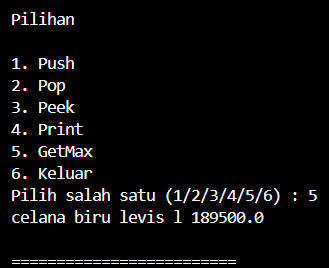 Pilihan
1. Push
2. Pop
3. Peek
4. Print
5. GetMax
6. Keluar
Pilih salah satu (1/2/3/4/5/6) : 5
celana biru levis l 189500.0
=========================